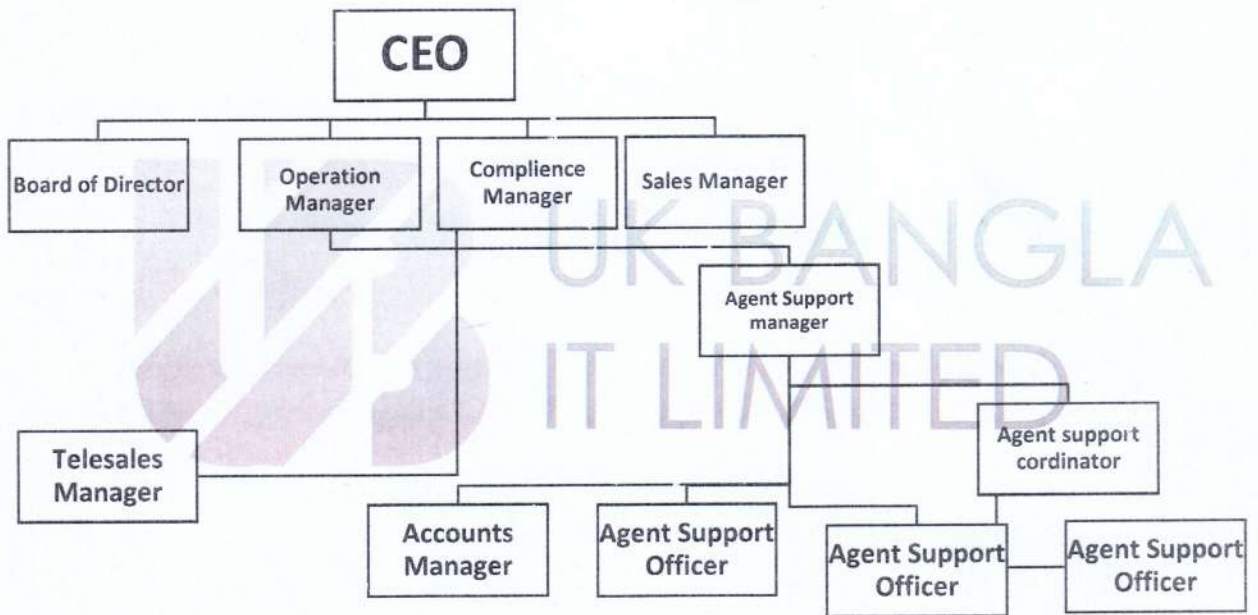 CEO
Board of Director
Operation
Manager
Complience
Manager
Sales Manager
UK BANGLA
IT LIMITED
Agent Support
manager
Agent support
cordinator
Telesales
Manager
Accounts
Manager
Agent Support
Officer
Agent Support
Officer
Agent Support
Officer